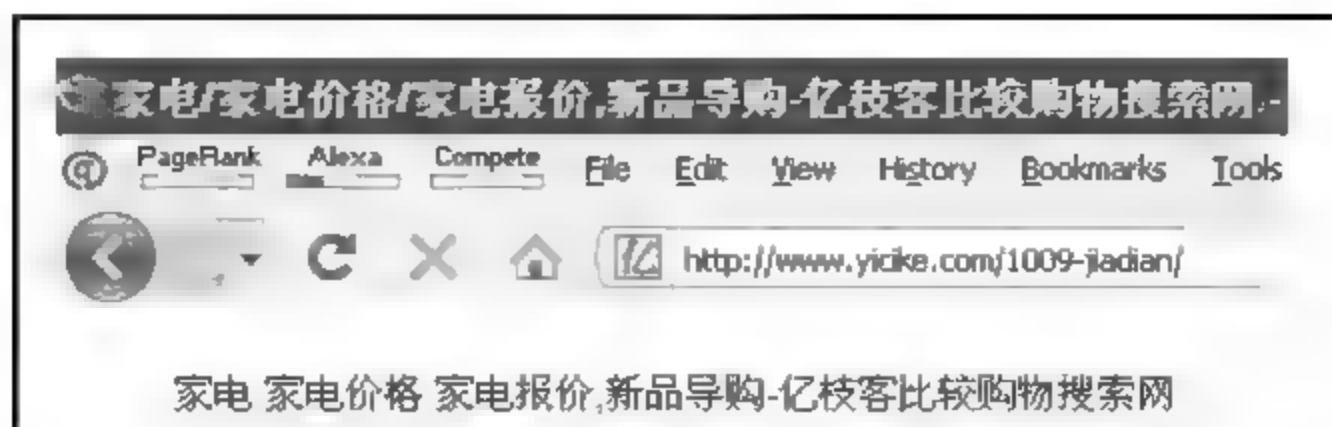 家电/家电价格/家电报价,新品导购-亿枝客比较购物搜索网 -
PageRank Alexa Compete File Edit View History Bookmarks Tools
http://www.yicike.com/1009-jiadian/
家电 家电价格 家电报价,新品导购-亿枝客比较购物搜索网